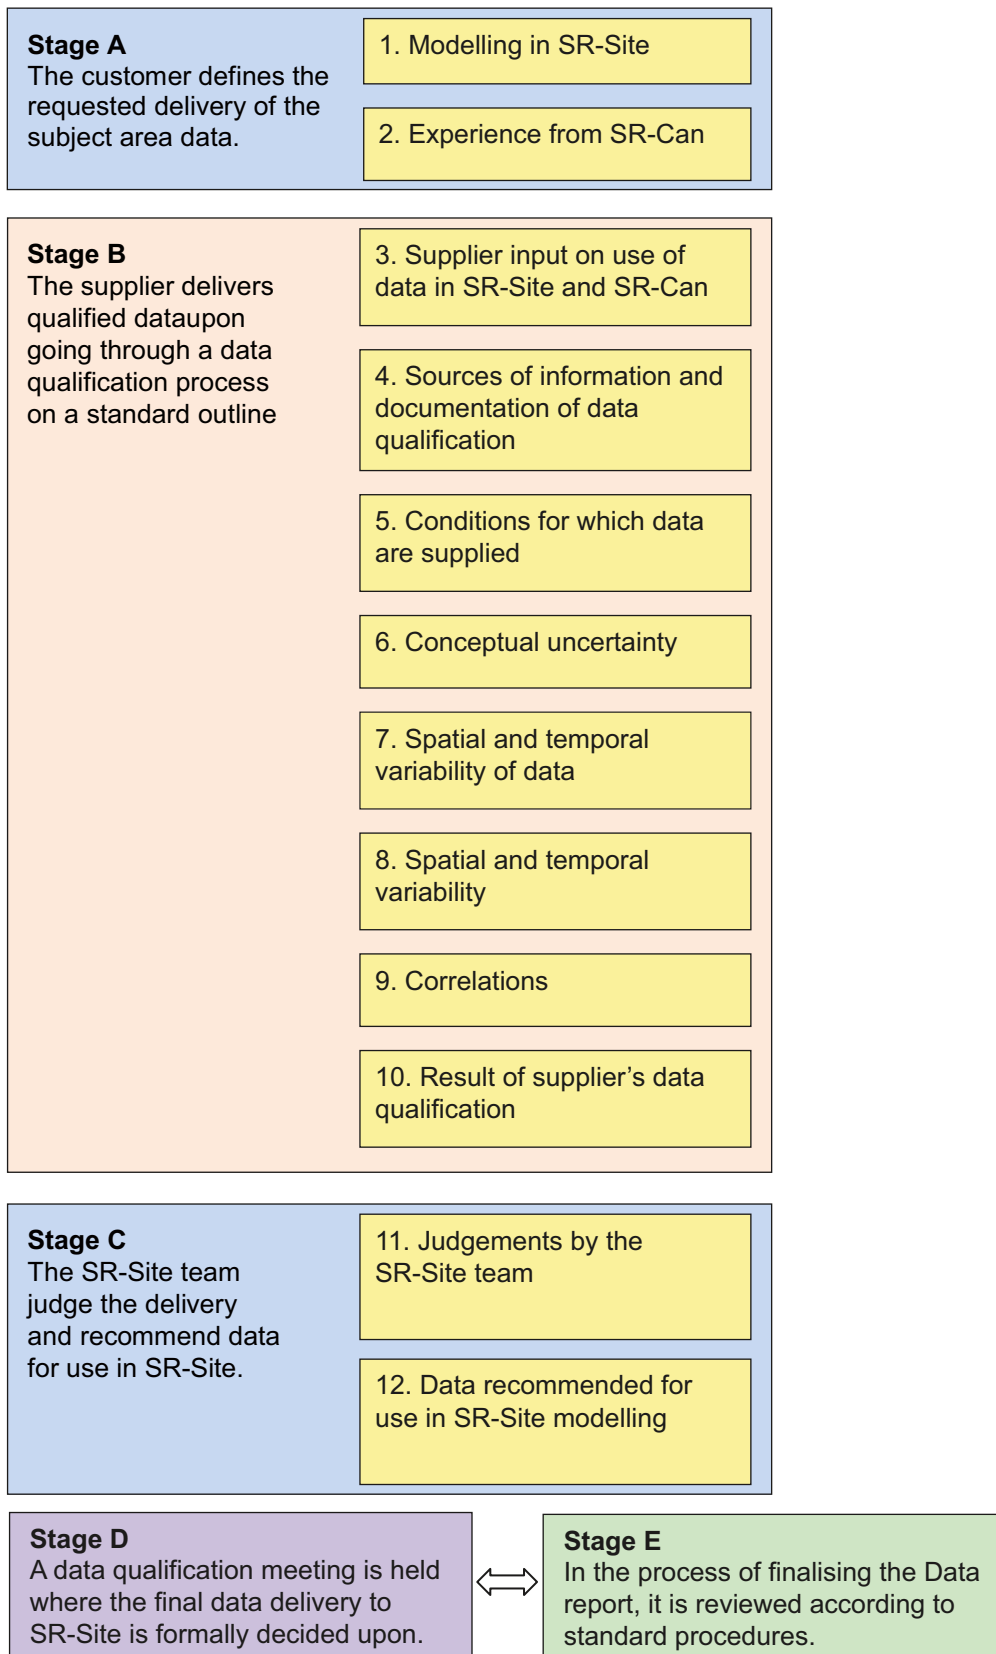 Stage A
The customer defines the
requested delivery of the
subject area data.
1. Modelling in SR-Site
2. Experience from SR-Can
Stage B
The supplier delivers
qualified dataupon
going through a data
qualification process
on a standard outline
3. Supplier input on use of
data in SR-Site and SR-Can
4. Sources of information and
documentation of data
qualification
5. Conditions for which data
are supplied
6. Conceptual uncertainty
7. Spatial and temporal
variability of data
8. Spatial and temporal
variability
9. Correlations
10. Result of supplier’s data
qualification
Stage C
The SR-Site team
judge the delivery
and recommend data
for use in SR-Site.
11. Judgements by the
SR-Site team
12. Data recommended for
use in SR-Site modelling
Stage D
A data qualification meeting is held
where the final data delivery to
SR-Site is formally decided upon.
Stage E
In the process of finalising the Data
report, it is reviewed according to
standard procedures.